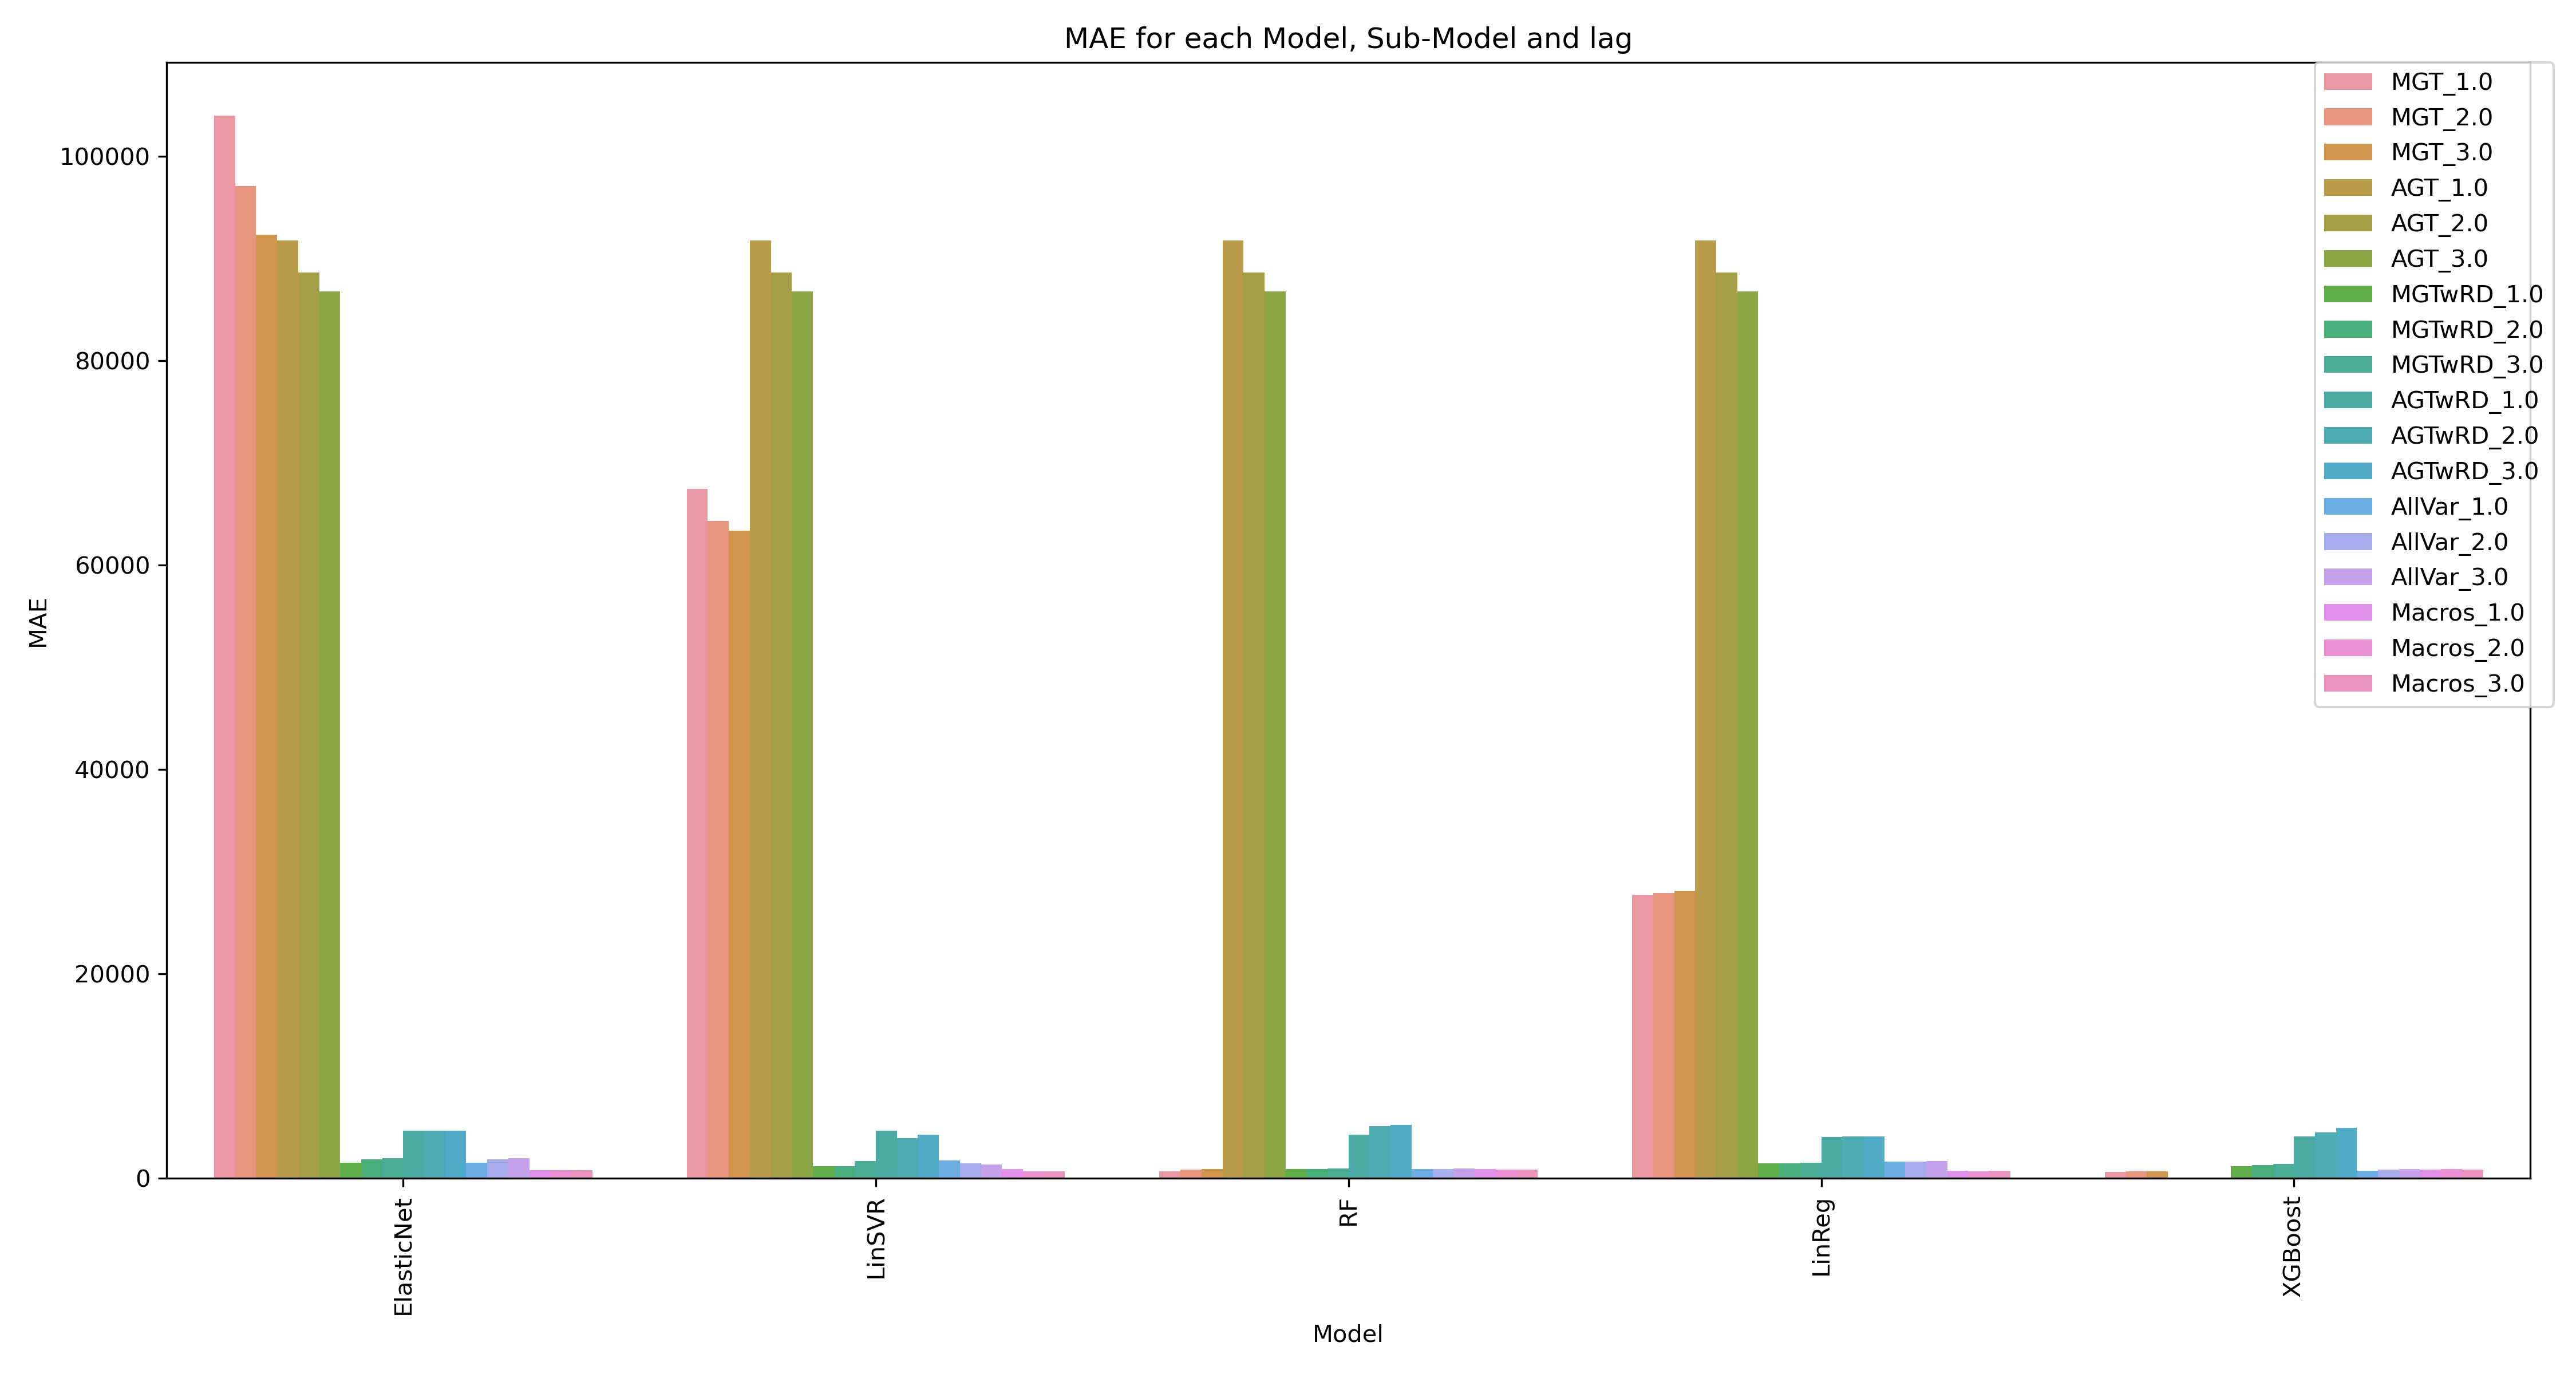 MAE for each Model, Sub-Model and lag
MAE
100000
80000
60000
40000
20000
0
MGT_1.0
MGT_2.0
MGT_3.0
AGT_1.0
AGT_2.0
AGT_3.0
MGTwRD_1.0
MGTwRD_2.0
MGTwRD_3.0
AGTwRD_1.0
AGTwRD_2.0
AGTwRD_3.0
AllVar_1.0
AllVar_2.0
AllVar_3.0
Macros_1.0
Macros_2.0
Macros_3.0
ElasticNet
LinSVR
RF
LinReg
XGBoost
Model